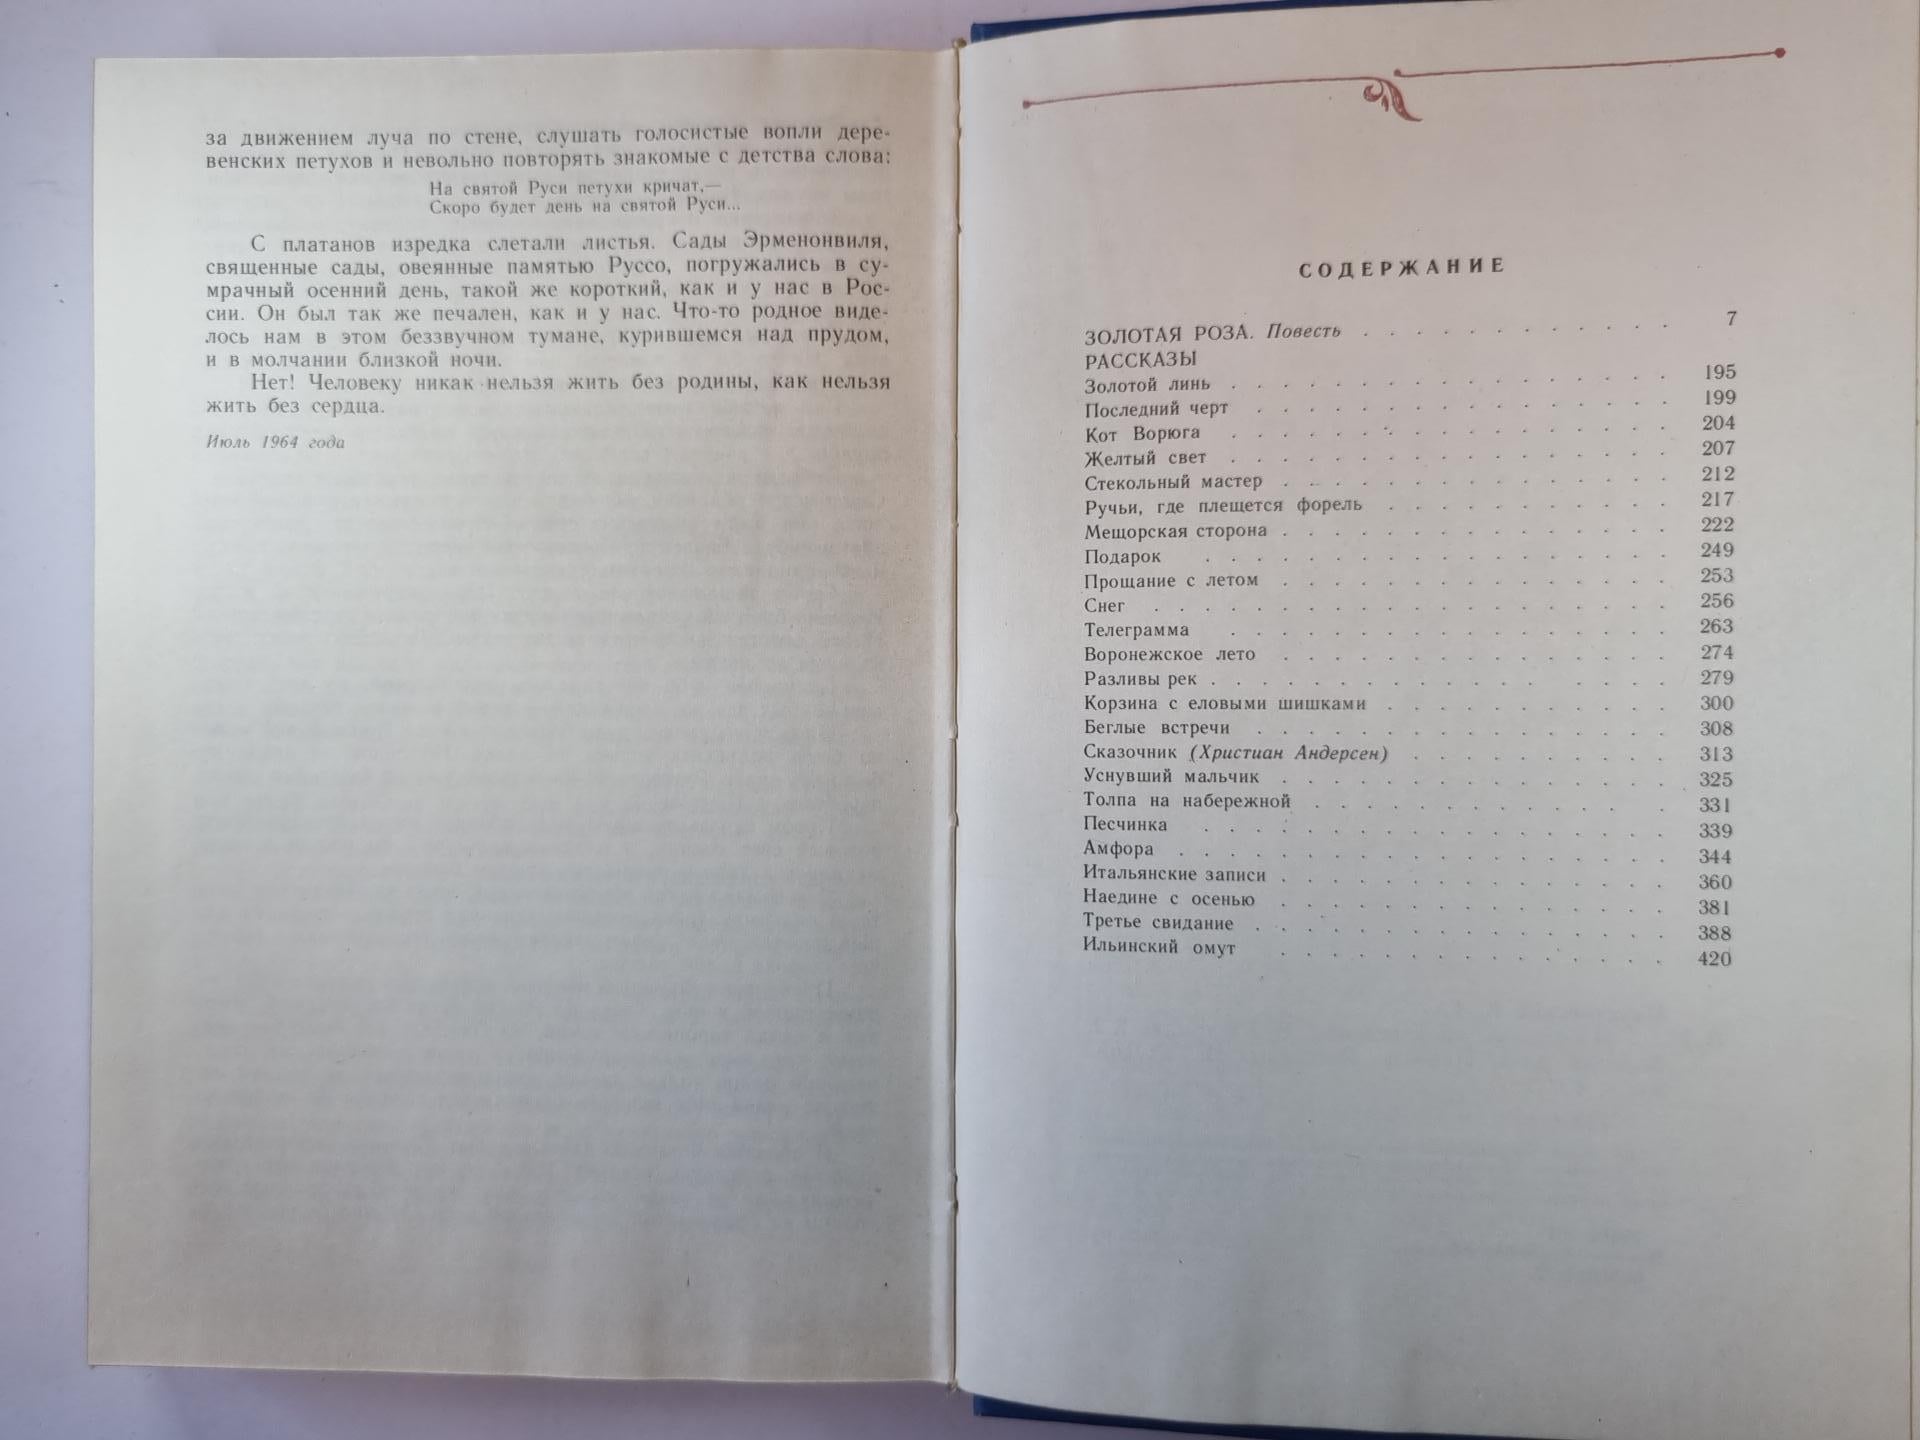 за движением луча по стене, слушать голосистые вопли дере-
венских петухов и невольно повторять знакомые с детства слова:
На святой Руси петухи кричат,—
Скоро будет день на святой Руси...
С платанов изредка слетали листья. Сады Эрменонвиля,
священные сады, овеянные памятью Руссо, погружались в су-
мрачный осенний день, такой же короткий, как и у нас в Рос-
сии. Он был так же печален, как и у нас. Что-то родное виде-
лось нам в этом беззвучном тумане, курившемся над прудом,
и в молчании близкой ночи.
Нет! Человеку никак нельзя жить без родины, как нельзя
жить без сердца.
Июль 1964 года
СОДЕРЖАНИЕ
ЗОЛОТАЯ РОЗА. Повесть . . . . . . . . . . . . 7
РАССКАЗЫ
Золотой линь . . . . . . . . . . . . . . . . . 195
Последний черт . . . . . . . . . . . . . . . . 199
Кот Ворюга . . . . . . . . . . . . . . . . . 204
Желтый свет . . . . . . . . . . . . . . . . . 207
Стекольный мастер . . . . . . . . . . . . . . . 212
Ручьи, где плещется форель . . . . . . . . . . . 217
Мещорская сторона . . . . . . . . . . . . . . . 222
Подарок . . . . . . . . . . . . . . . . . . 249
Прощание с летом . . . . . . . . . . . . . . . 253
Снег . . . . . . . . . . . . . . . . . . . . 256
Телеграмма . . . . . . . . . . . . . . . . . 263
Воронежское лето . . . . . . . . . . . . . . . 274
Разливы рек . . . . . . . . . . . . . . . . . 279
Корзина с еловыми шишками . . . . . . . . . . . 300
Беглые встречи . . . . . . . . . . . . . . . . 308
Сказочник (Христиан Андерсен) . . . . . . . . . . 313
Уснувший мальчик . . . . . . . . . . . . . . . 325
Толпа на набережной . . . . . . . . . . . . . 331
Песчинка . . . . . . . . . . . . . . . . . . 339
Амфора . . . . . . . . . . . . . . . . . . . 344
Итальянские записи . . . . . . . . . . . . . . . 360
Наедине с осенью . . . . . . . . . . . . . . . 381
Третье свидание . . . . . . . . . . . . . . . . 388
Ильинский омут . . . . . . . . . . . . . . . 420